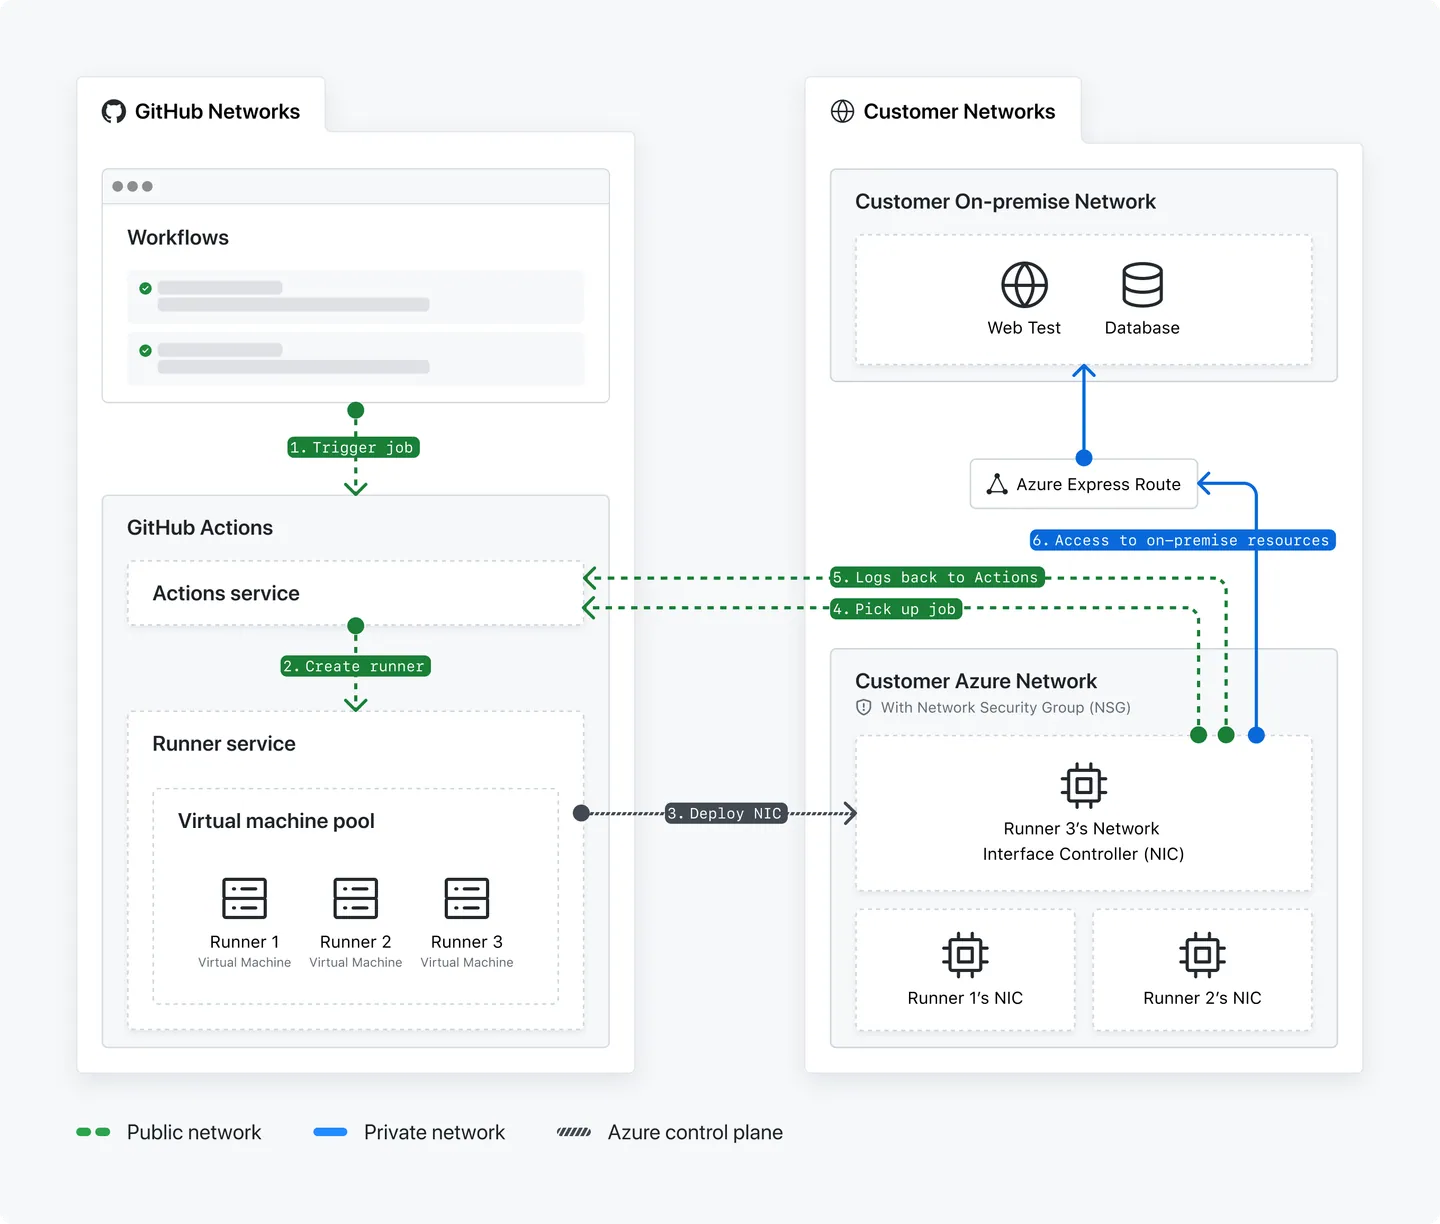 GitHub Networks
Workflows
1. Trigger job
GitHub Actions
Actions service
2. Create runner
Runner service
Virtual machine pool
Runner 1
Virtual Machine
Runner 2
Virtual Machine
Runner 3
Virtual Machine
3. Deploy NIC
Customer Networks
Customer On-premise Network
Web Test
Database
Azure Express Route
6. Access to on-premise resources
5. Logs back to Actions
4. Pick up job
Customer Azure Network
With Network Security Group (NSG)
Runner 3’s Network
Interface Controller (NIC)
Runner 1’s NIC
Runner 2’s NIC
Public network
Private network
Azure control plane